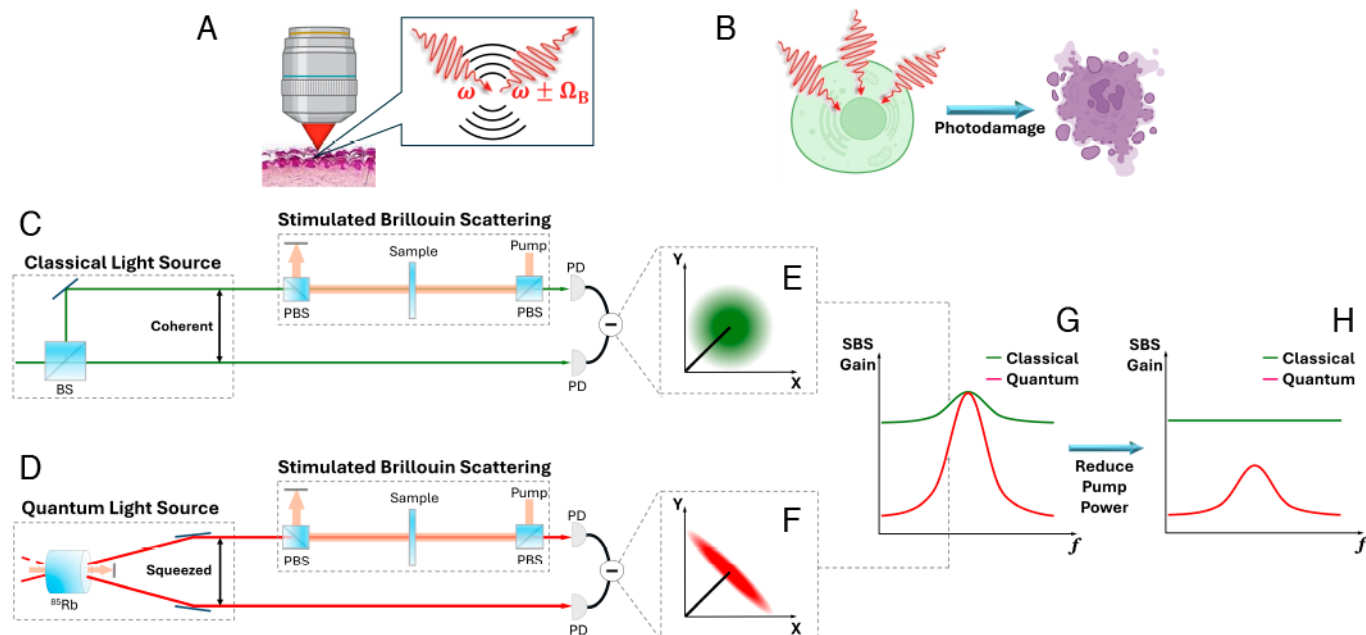 A
ω
ω ± Ω_B
B
Photodamage
C
Classical Light Source
Coherent
BS
Stimulated Brillouin Scattering
Sample
Pump
PBS
PBS
PD
PD
−
E
Y
X
D
Quantum Light Source
Squeezed
⁸⁵Rb
Stimulated Brillouin Scattering
Sample
Pump
PBS
PBS
PD
PD
−
F
Y
X
G
SBS
Gain
Classical
Quantum
f
Reduce
Pump
Power
H
SBS
Gain
Classical
Quantum
f